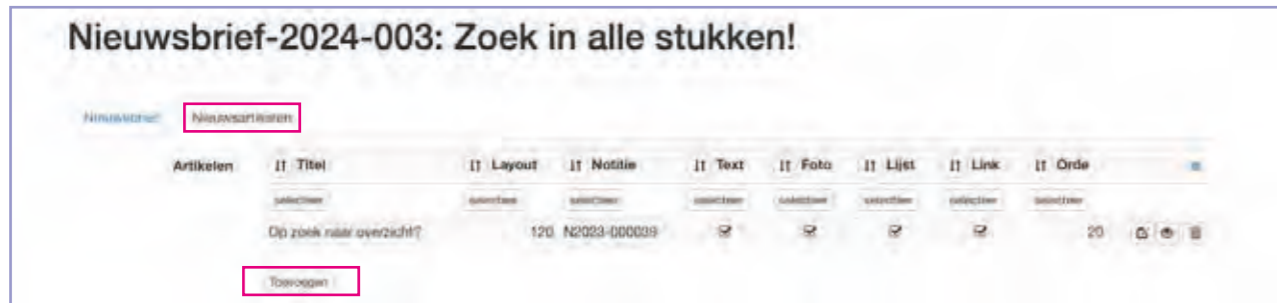 Nieuwsbrief-2024-003: Zoek in alle stukken!
Nieuwsbrief Nieuwsartikelen
Artikelen Titel Layout Notitie Text Foto Lijst Link Orde
selecteer selecteer selecteer selecteer selecteer selecteer selecteer selecteer
Op zoek naar overzicht? 120 N2023-000039 20
Toevoegen